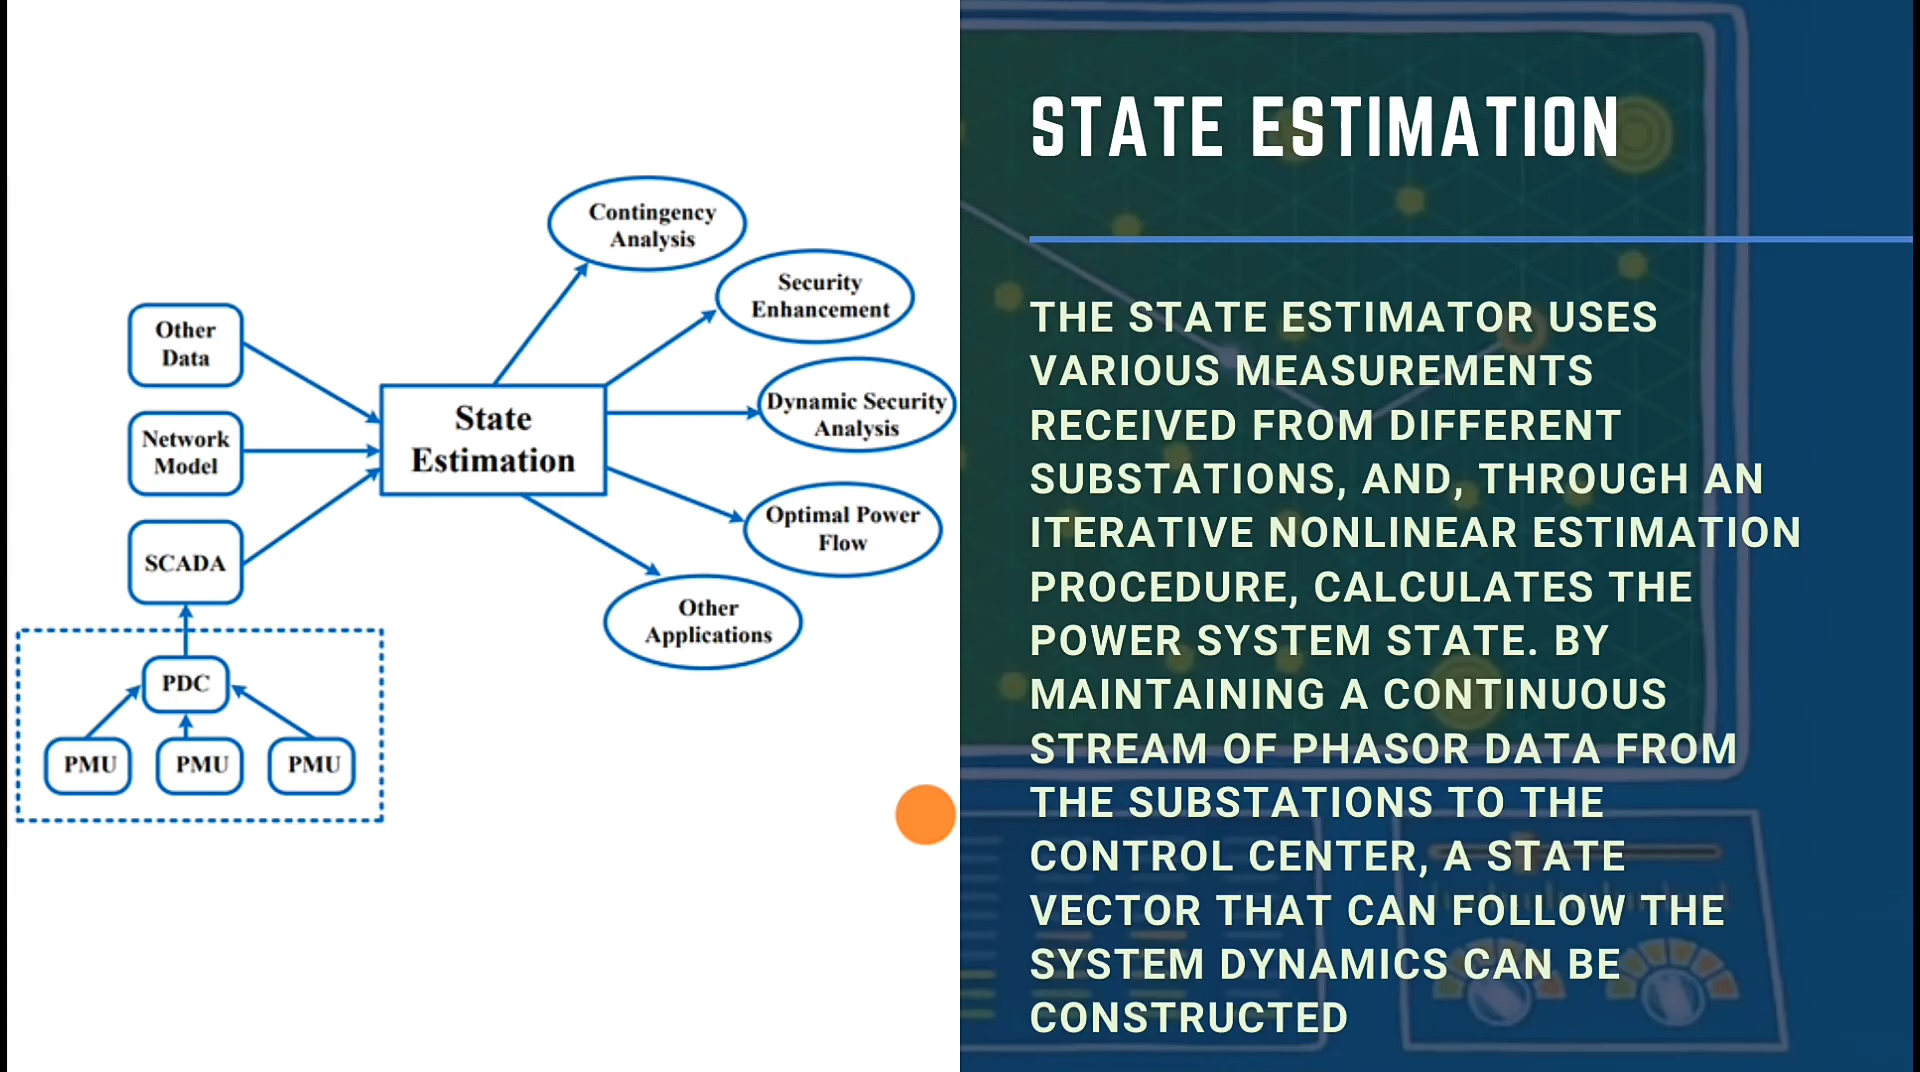 Contingency
Analysis
Security
Enhancement
Other
Data
Dynamic Security
Analysis
State
Estimation
Network
Model
Optimal Power
Flow
SCADA
Other
Applications
PDC
PMU
PMU
PMU
STATE ESTIMATION
THE STATE ESTIMATOR USES
VARIOUS MEASUREMENTS
RECEIVED FROM DIFFERENT
SUBSTATIONS, AND, THROUGH AN
ITERATIVE NONLINEAR ESTIMATION
PROCEDURE, CALCULATES THE
POWER SYSTEM STATE. BY
MAINTAINING A CONTINUOUS
STREAM OF PHASOR DATA FROM
THE SUBSTATIONS TO THE
CONTROL CENTER, A STATE
VECTOR THAT CAN FOLLOW THE
SYSTEM DYNAMICS CAN BE
CONSTRUCTED